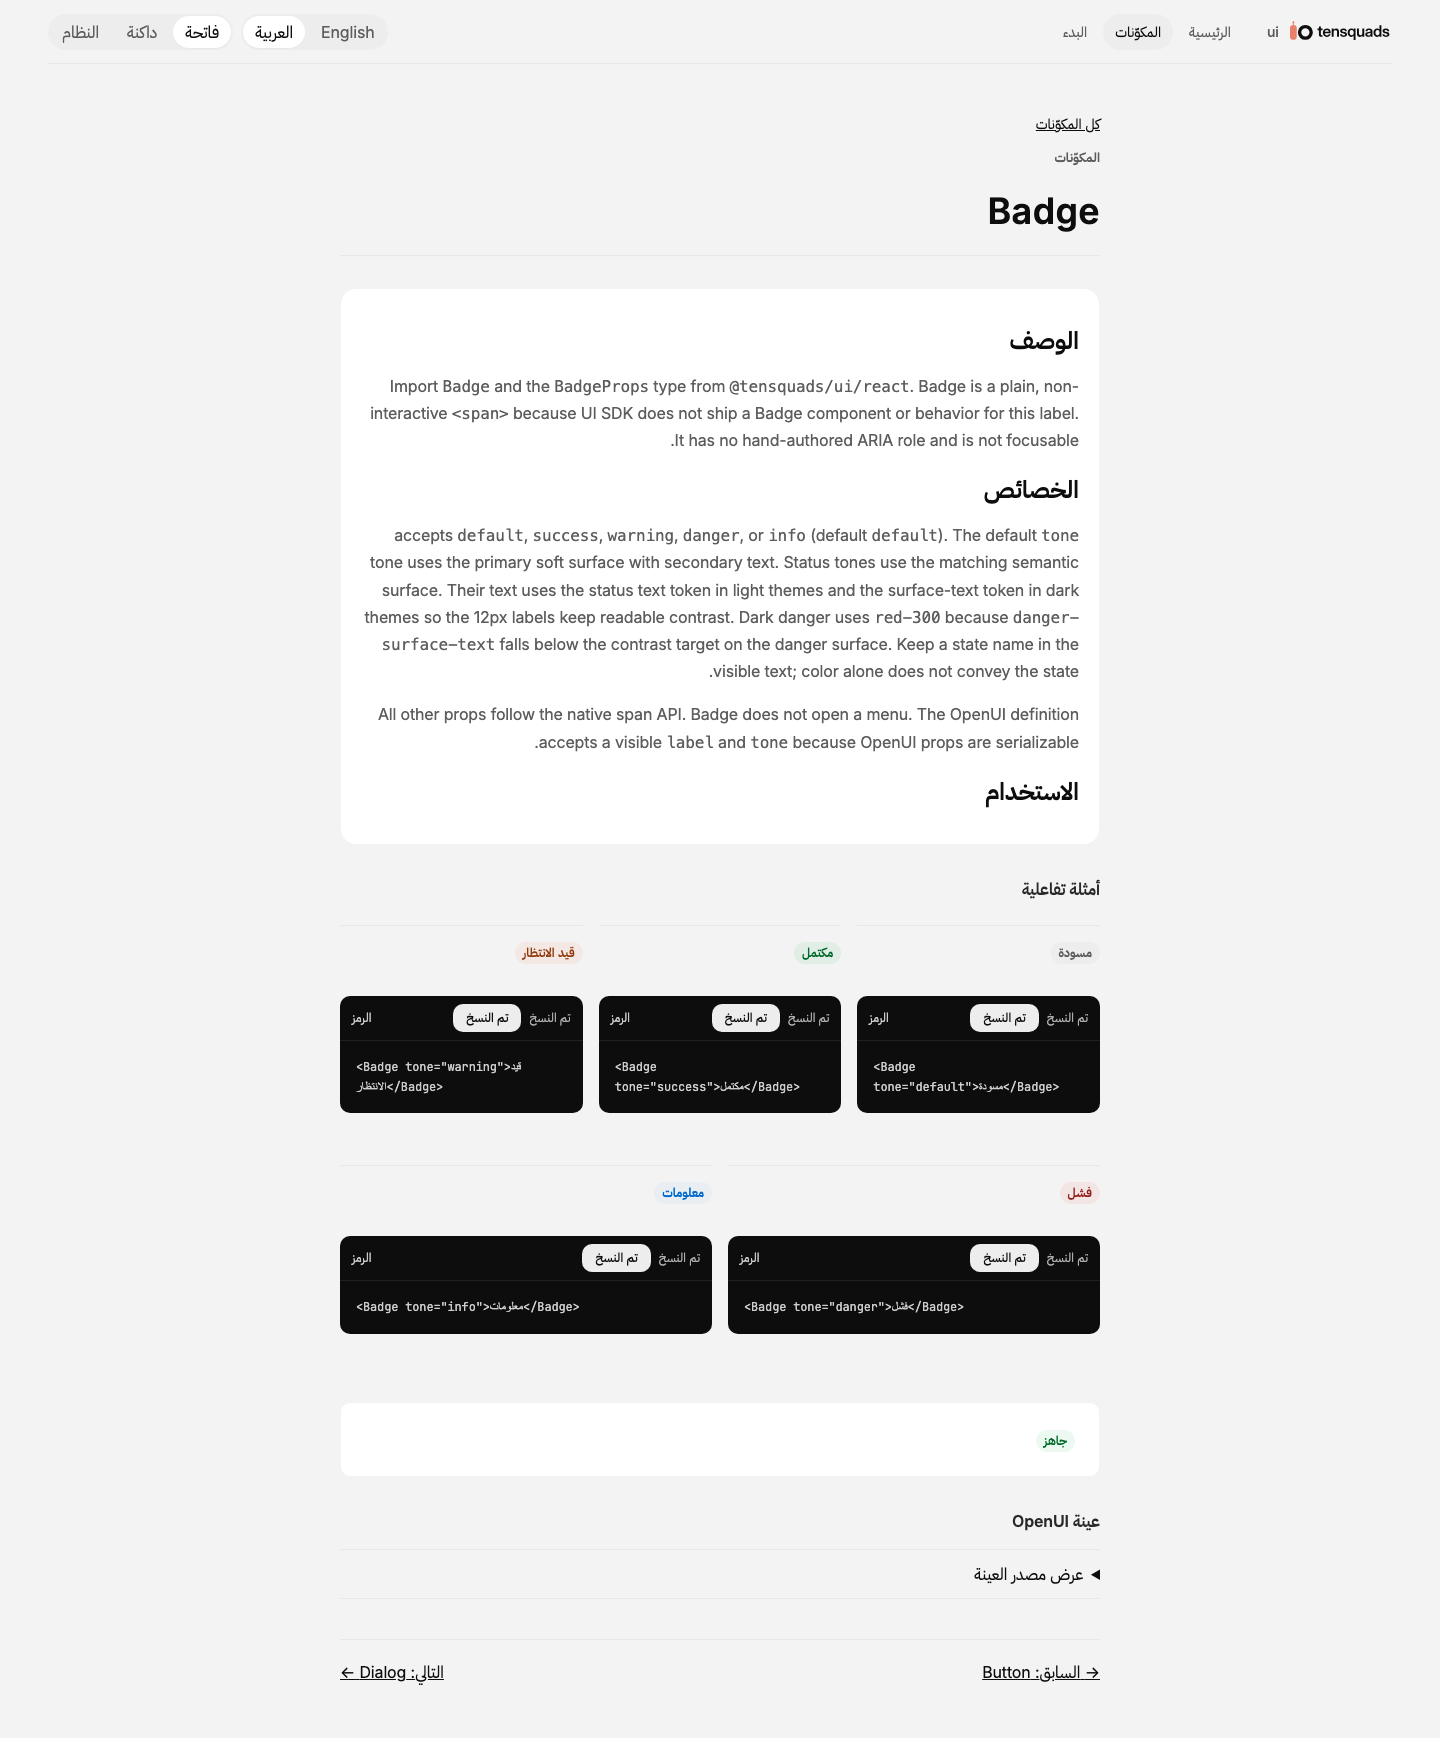 tensquads ui
الرئيسية
المكوّنات
البدء
English
العربية
فاتحة
داكنة
النظام
كل المكوّنات
المكوّنات
Badge
الوصف
Import Badge and the BadgeProps type from @tensquads/ui/react. Badge is a plain, non-
interactive <span> because UI SDK does not ship a Badge component or behavior for this label.
.It has no hand-authored ARIA role and is not focusable
الخصائص
accepts default, success, warning, danger, or info (default default). The default tone
tone uses the primary soft surface with secondary text. Status tones use the matching semantic
surface. Their text uses the status text token in light themes and the surface-text token in dark
themes so the 12px labels keep readable contrast. Dark danger uses red-300 because danger-
surface-text falls below the contrast target on the danger surface. Keep a state name in the
.visible text; color alone does not convey the state
All other props follow the native span API. Badge does not open a menu. The OpenUI definition
.accepts a visible label and tone because OpenUI props are serializable
الاستخدام
أمثلة تفاعلية
مسودة
تم النسخ
تم النسخ
الرمز
<Badge
tone="default">مسودة</Badge>
مكتمل
تم النسخ
تم النسخ
الرمز
<Badge
tone="success">مكتمل</Badge>
قيد الانتظار
تم النسخ
تم النسخ
الرمز
<Badge tone="warning">قيد
الانتظار</Badge>
فشل
تم النسخ
تم النسخ
الرمز
<Badge tone="danger">فشل</Badge>
معلومات
تم النسخ
تم النسخ
الرمز
<Badge tone="info">معلومات</Badge>
جاهز
عينة OpenUI
عرض مصدر العينة
→ السابق: Button
التالي: Dialog ←